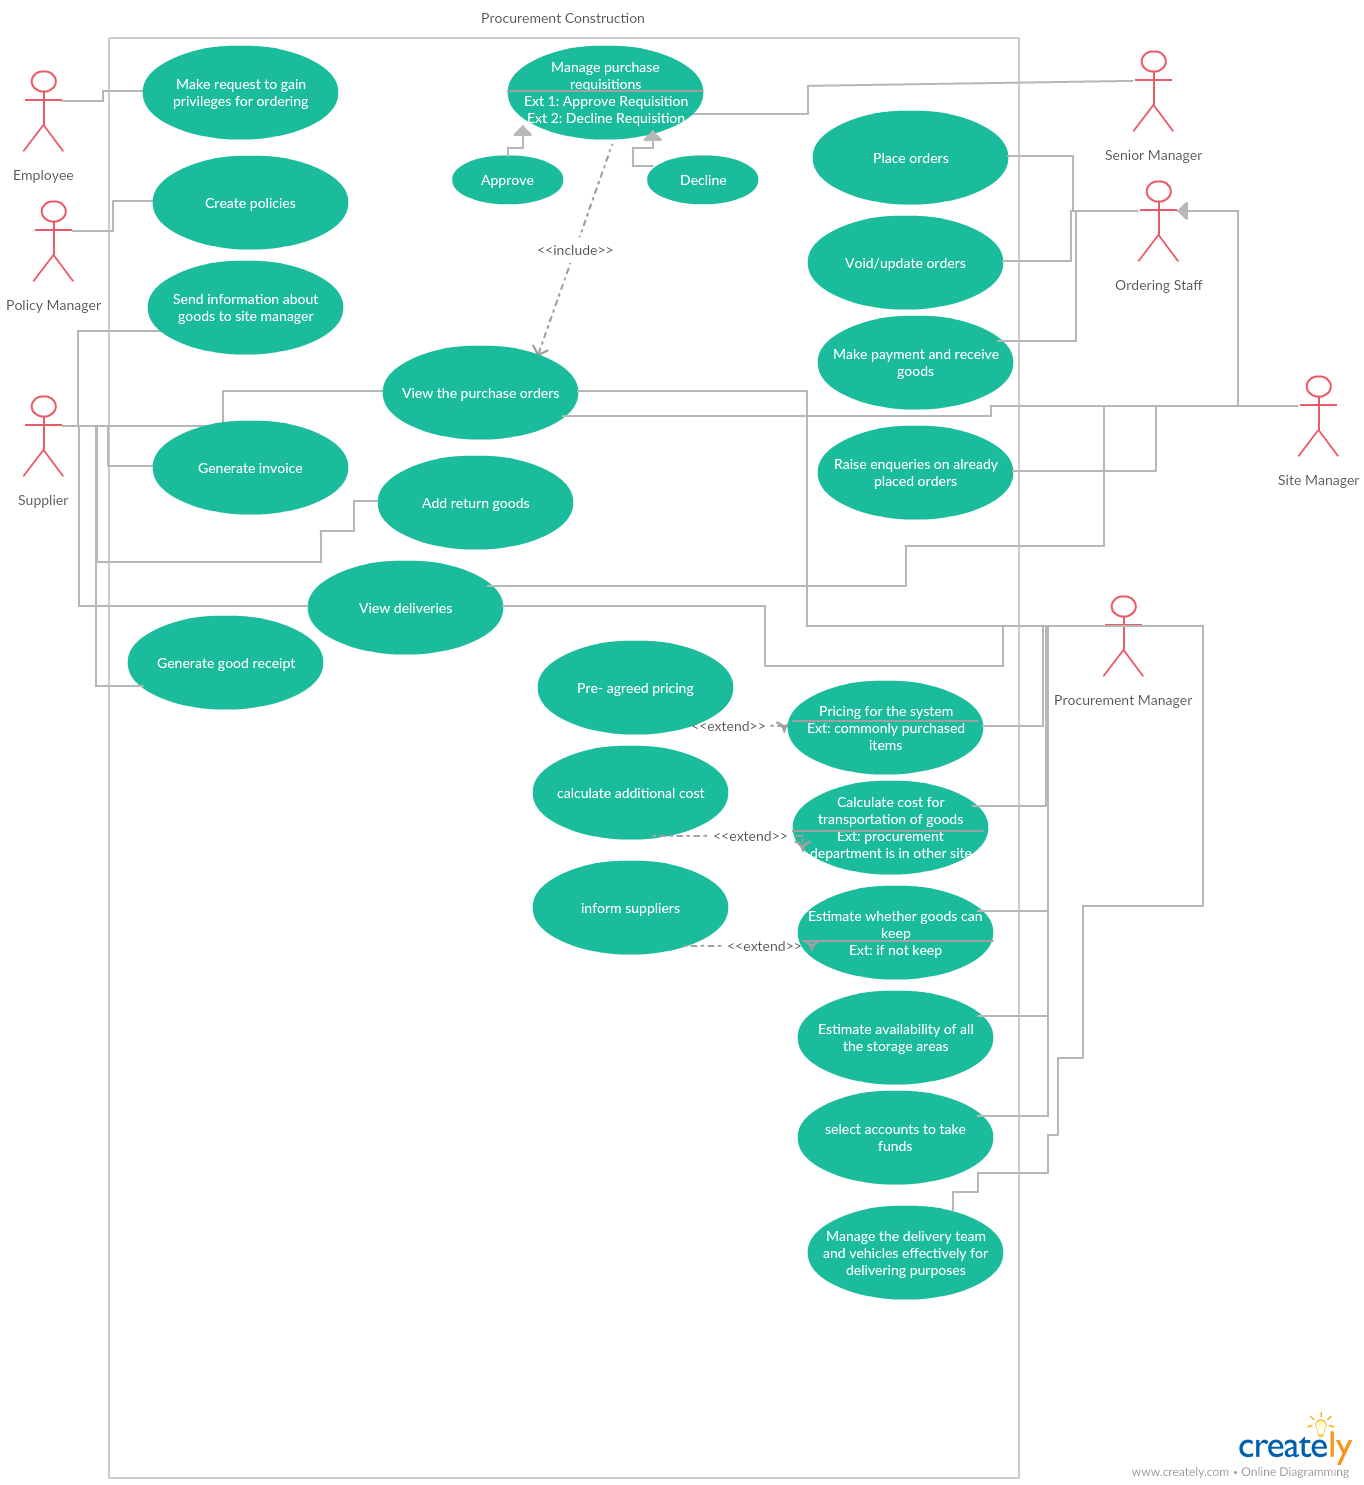 Procurement Construction
Employee
Policy Manager
Supplier
Make request to gain
privileges for ordering
Create policies
Send information about
goods to site manager
Manage purchase
requisitions
Ext 1: Approve Requisition
Ext 2: Decline Requisition
Approve
Decline
<<include>>
View the purchase orders
Generate invoice
Add return goods
View deliveries
Generate good receipt
Place orders
Void/update orders
Make payment and receive
goods
Raise enqueries on already
placed orders
Senior Manager
Ordering Staff
Site Manager
Procurement Manager
Pre- agreed pricing
<<extend>>
Pricing for the system
Ext: commonly purchased
items
calculate additional cost
<<extend>>
Calculate cost for
transportation of goods
Ext: procurement
department is in other site
inform suppliers
<<extend>>
Estimate whether goods can
keep
Ext: if not keep
Estimate availability of all
the storage areas
select accounts to take
funds
Manage the delivery team
and vehicles effectively for
delivering purposes
creately
www.creately.com • Online Diagramming